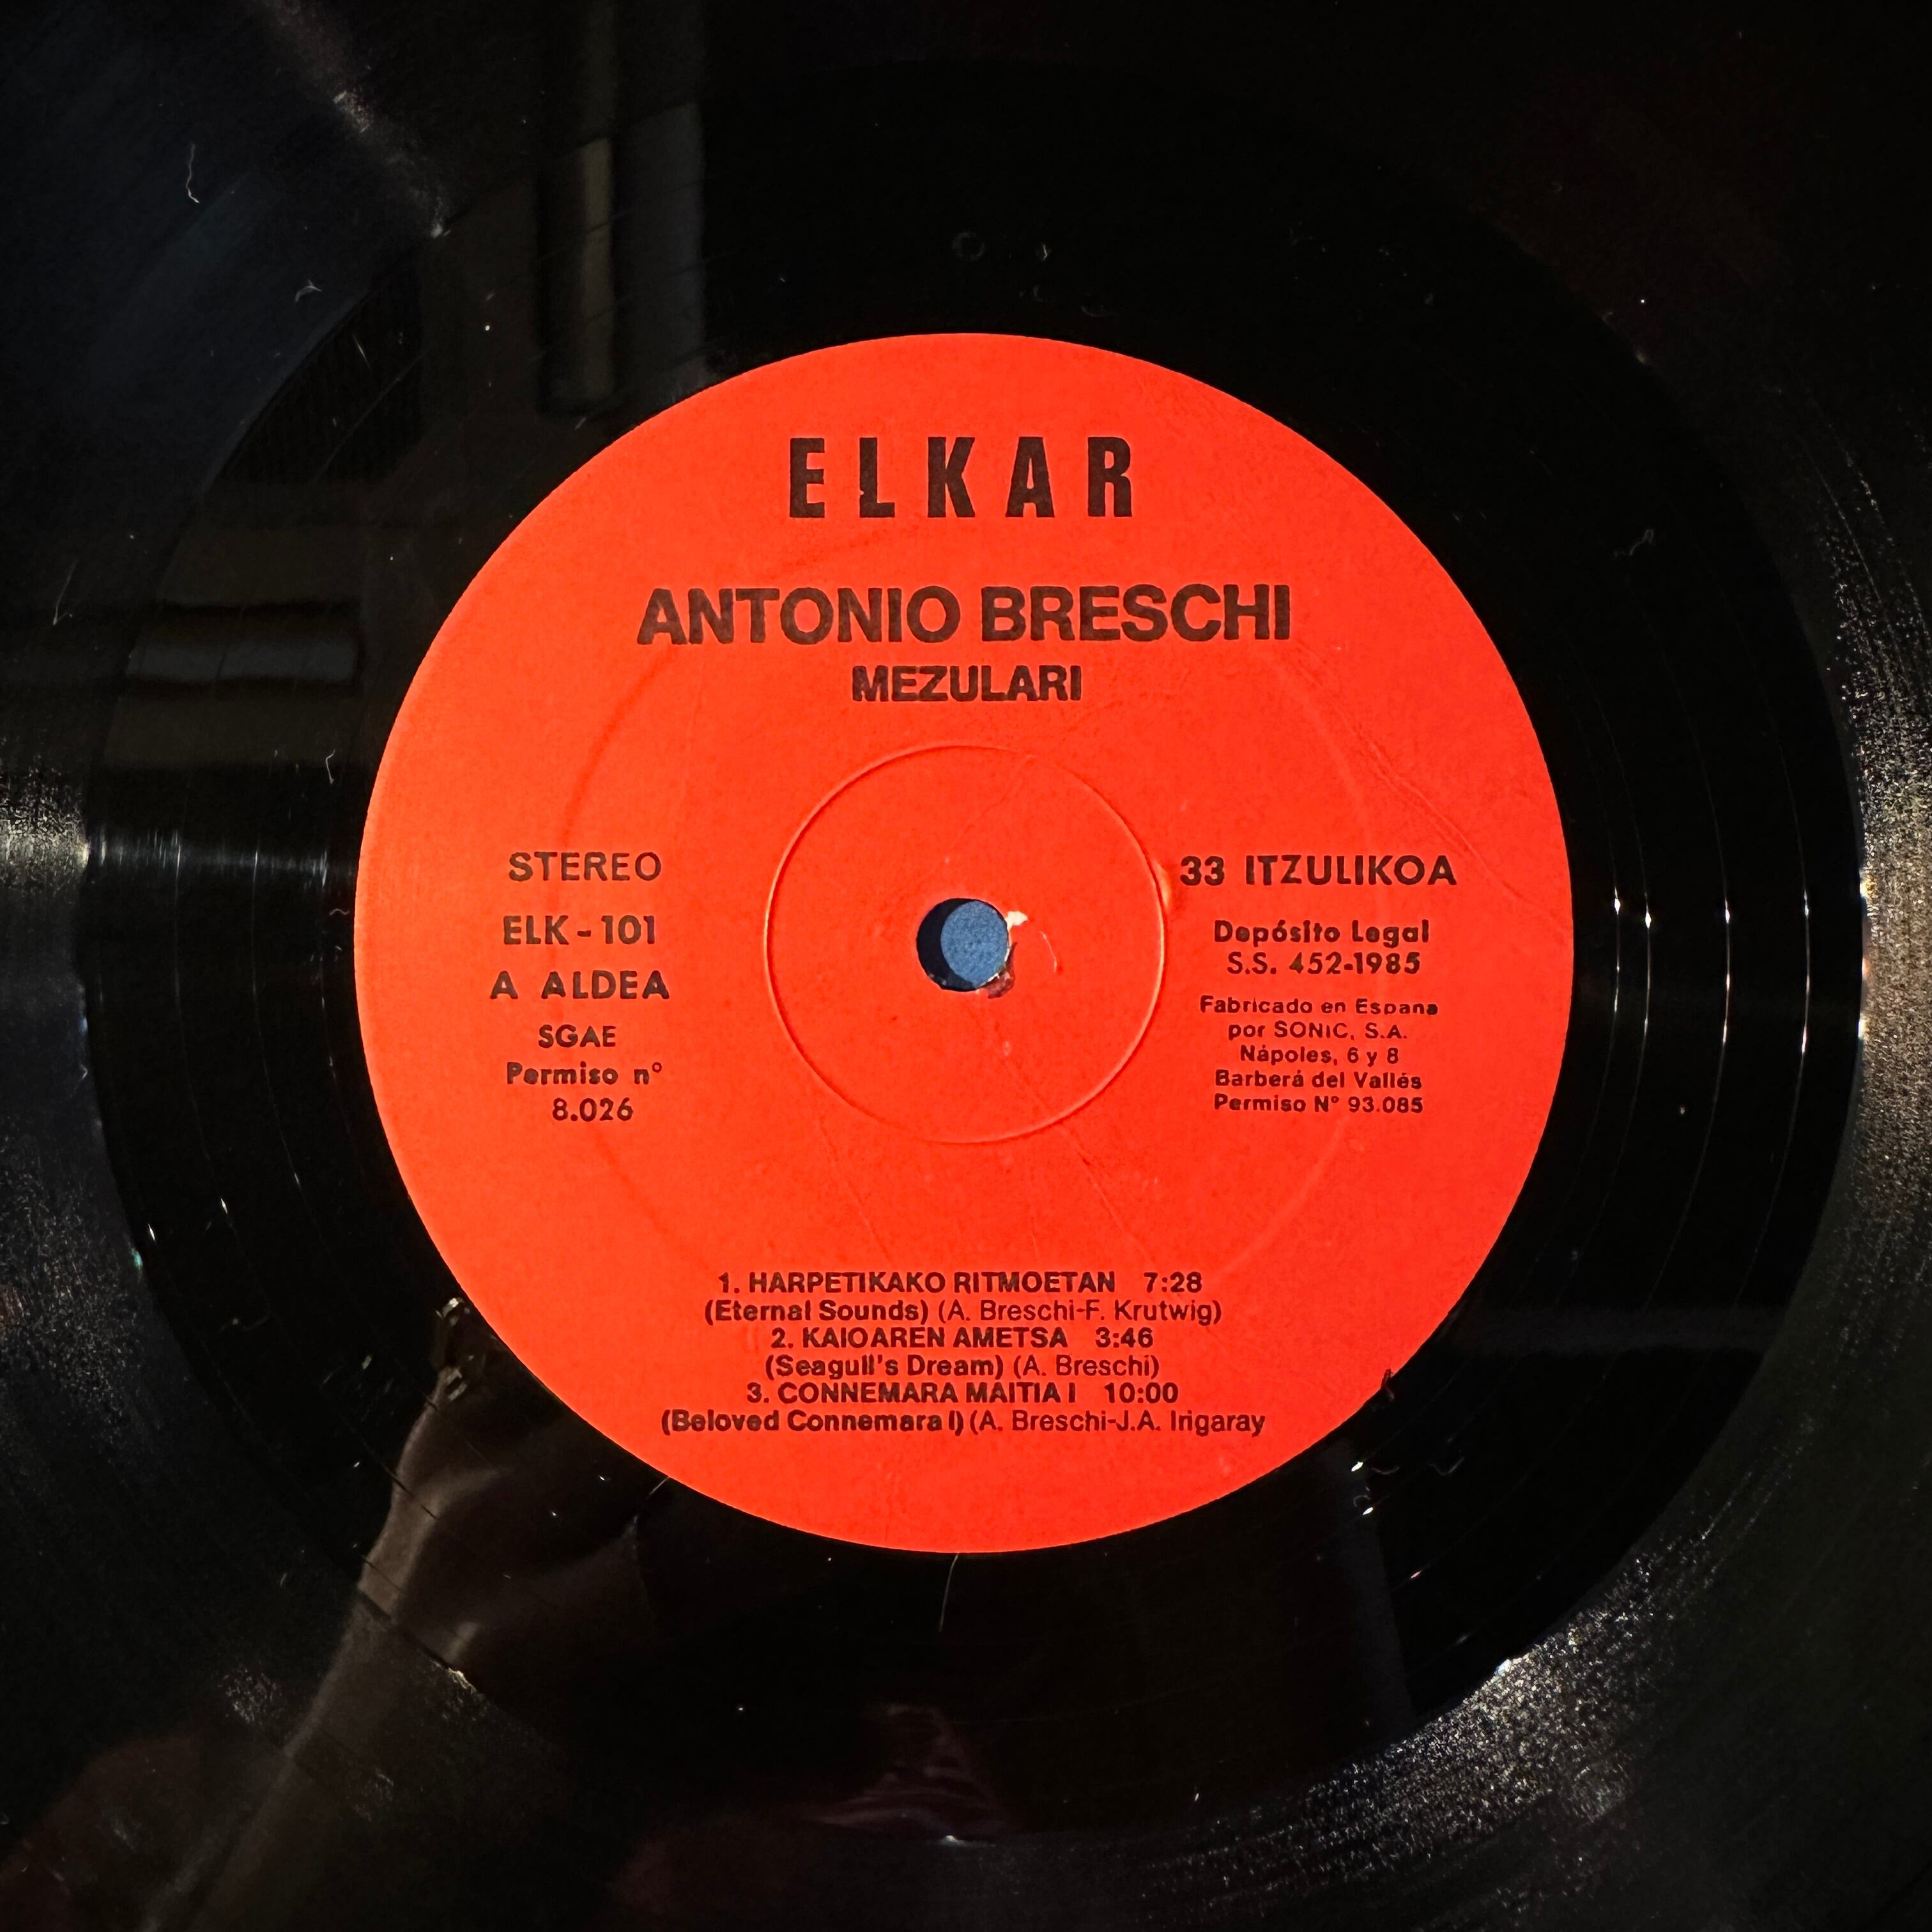 ELKAR
ANTONIO BRESCHI
MEZULARI
STEREO
ELK-101
A ALDEA
SGAE
Permiso nº
8.026
33 ITZULIKOA
Depósito Legal
S.S. 452-1985
Fabricado en Espana
por SONIC, S.A.
Nápoles, 6 y 8
Barberá del Vallés
Permiso Nº 93.085
1. HARPETIKAKO RITMOETAN 7:28
(Eternal Sounds) (A. Breschi-F. Krutwig)
2. KAIOAREN AMETSA 3:46
(Seagull's Dream) (A. Breschi)
3. CONNEMARA MAITIA I 10:00
(Beloved Connemara I) (A. Breschi-J.A. Irigaray